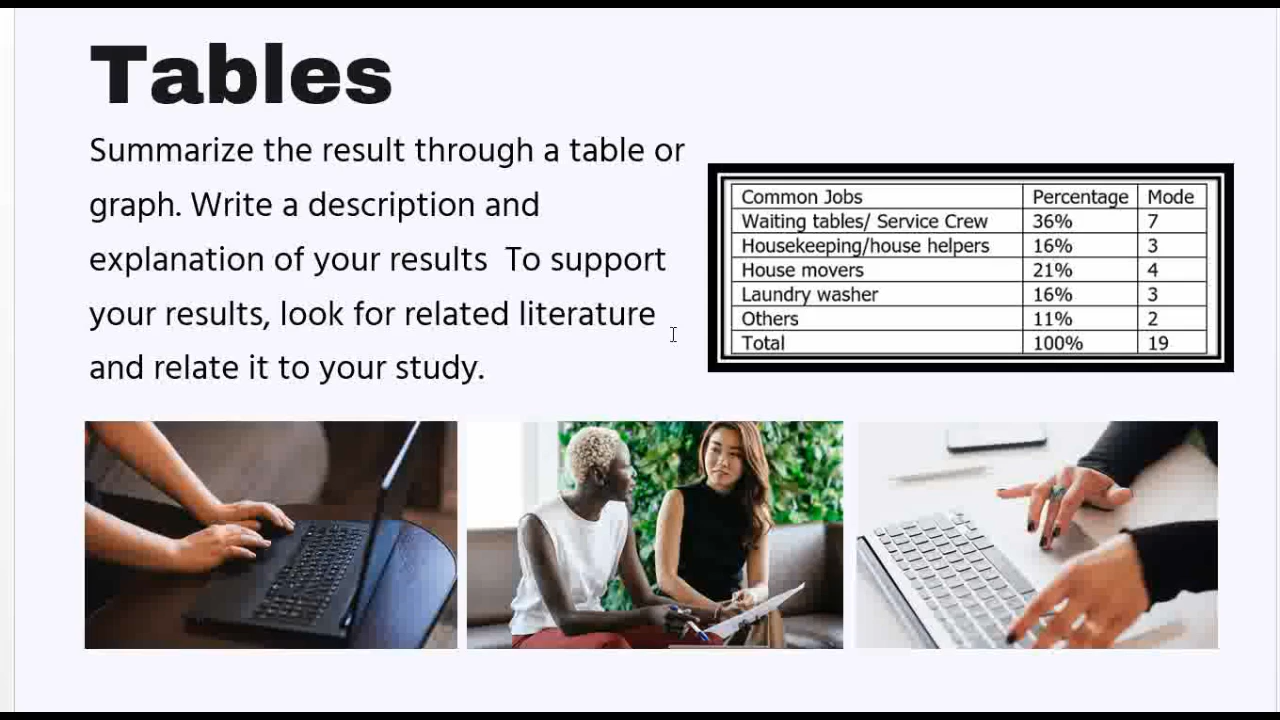 Tables
Summarize the result through a table or
graph. Write a description and
explanation of your results  To support
your results, look for related literature
and relate it to your study.
Common Jobs Percentage Mode
Waiting tables/ Service Crew 36% 7
Housekeeping/house helpers 16% 3
House movers 21% 4
Laundry washer 16% 3
Others 11% 2
Total 100% 19